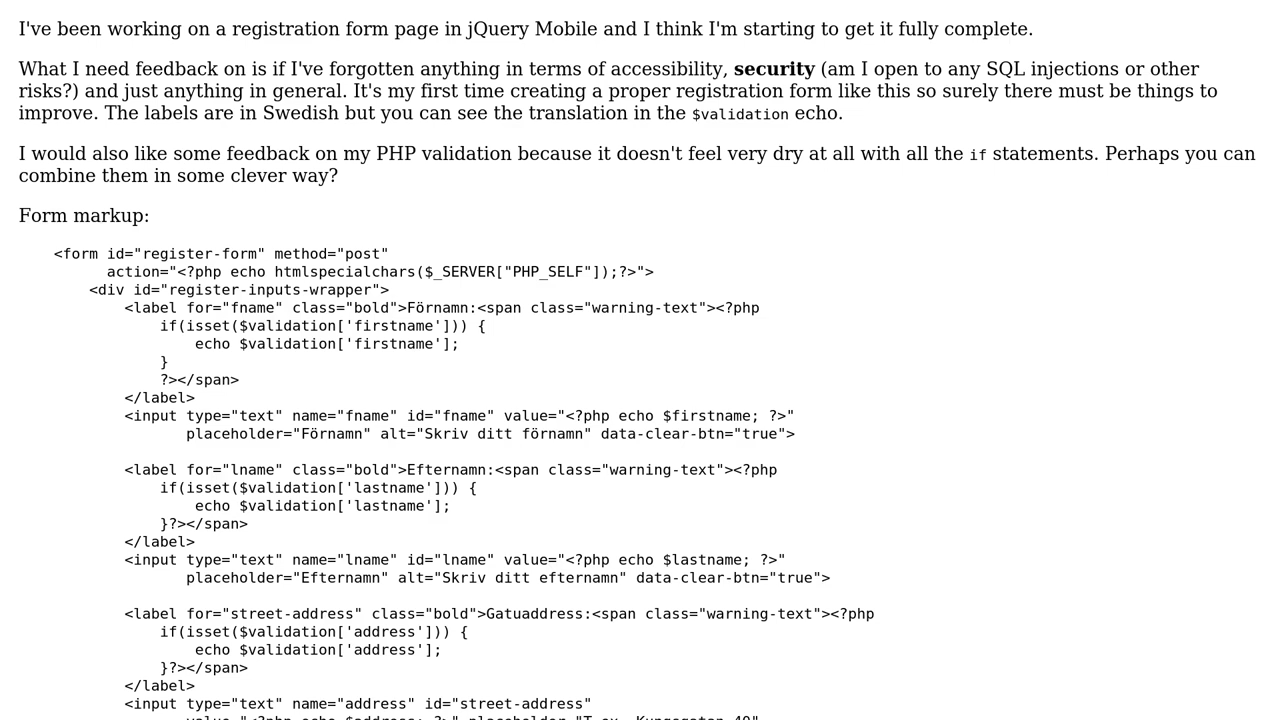 I've been working on a registration form page in jQuery Mobile and I think I'm starting to get it fully complete.
What I need feedback on is if I've forgotten anything in terms of accessibility, security (am I open to any SQL injections or other
risks?) and just anything in general. It's my first time creating a proper registration form like this so surely there must be things to
improve. The labels are in Swedish but you can see the translation in the $validation echo.
I would also like some feedback on my PHP validation because it doesn't feel very dry at all with all the if statements. Perhaps you can
combine them in some clever way?
Form markup:
<form id="register-form" method="post"
action="<?php echo htmlspecialchars($_SERVER["PHP_SELF"]);?>">
<div id="register-inputs-wrapper">
<label for="fname" class="bold">Förnamn:<span class="warning-text"><?php
if(isset($validation['firstname'])) {
echo $validation['firstname'];
}
?></span>
</label>
<input type="text" name="fname" id="fname" value="<?php echo $firstname; ?>"
placeholder="Förnamn" alt="Skriv ditt förnamn" data-clear-btn="true">
<label for="lname" class="bold">Efternamn:<span class="warning-text"><?php
if(isset($validation['lastname'])) {
echo $validation['lastname'];
}?></span>
</label>
<input type="text" name="lname" id="lname" value="<?php echo $lastname; ?>"
placeholder="Efternamn" alt="Skriv ditt efternamn" data-clear-btn="true">
<label for="street-address" class="bold">Gatuaddress:<span class="warning-text"><?php
if(isset($validation['address'])) {
echo $validation['address'];
}?></span>
</label>
<input type="text" name="address" id="street-address"
value="<?php echo $address; ?>" placeholder="T.ex. Kungsgatan 40"